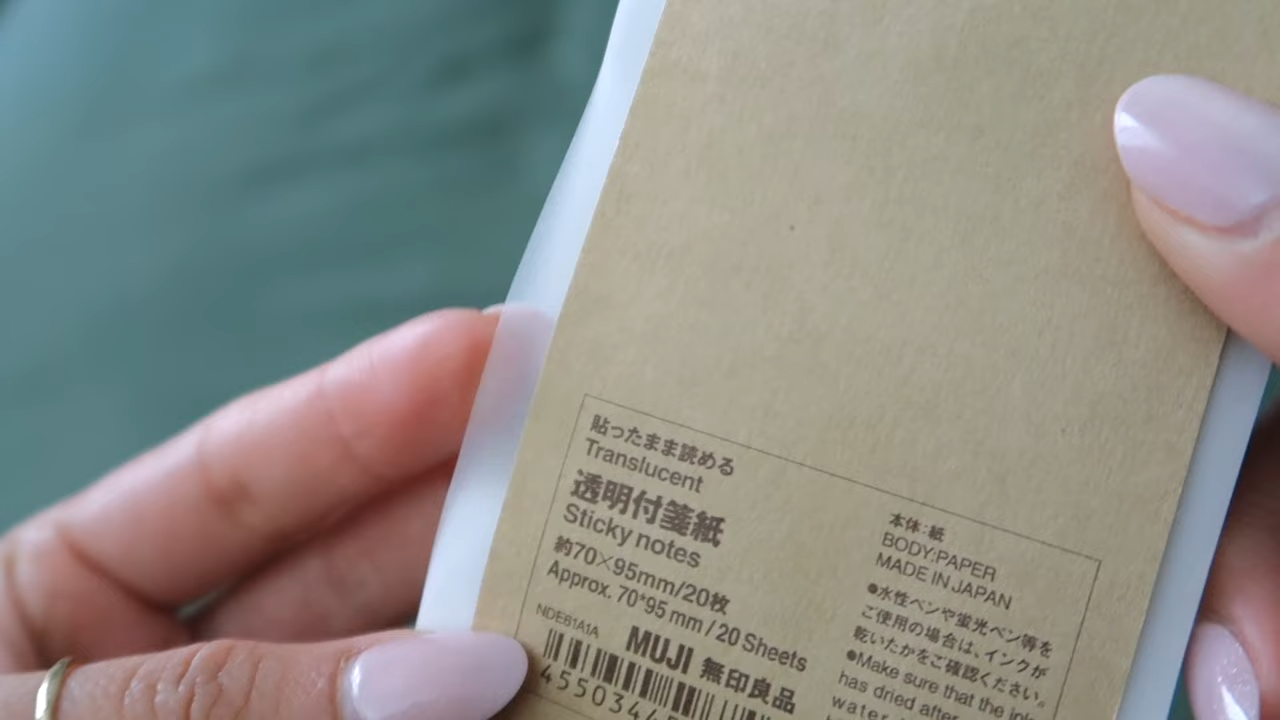 貼ったまま読める
Translucent
透明付箋紙
Sticky notes
約70×95mm/20枚
Approx. 70*95 mm / 20 Sheets
NDE81A1A
MUJI 無印良品
本体:紙
BODY:PAPER
MADE IN JAPAN
●水性ペンや蛍光ペン等を
ご使用の場合は、インクが
乾いたかをご確認ください。
●Make sure that the ink
has dried after
water